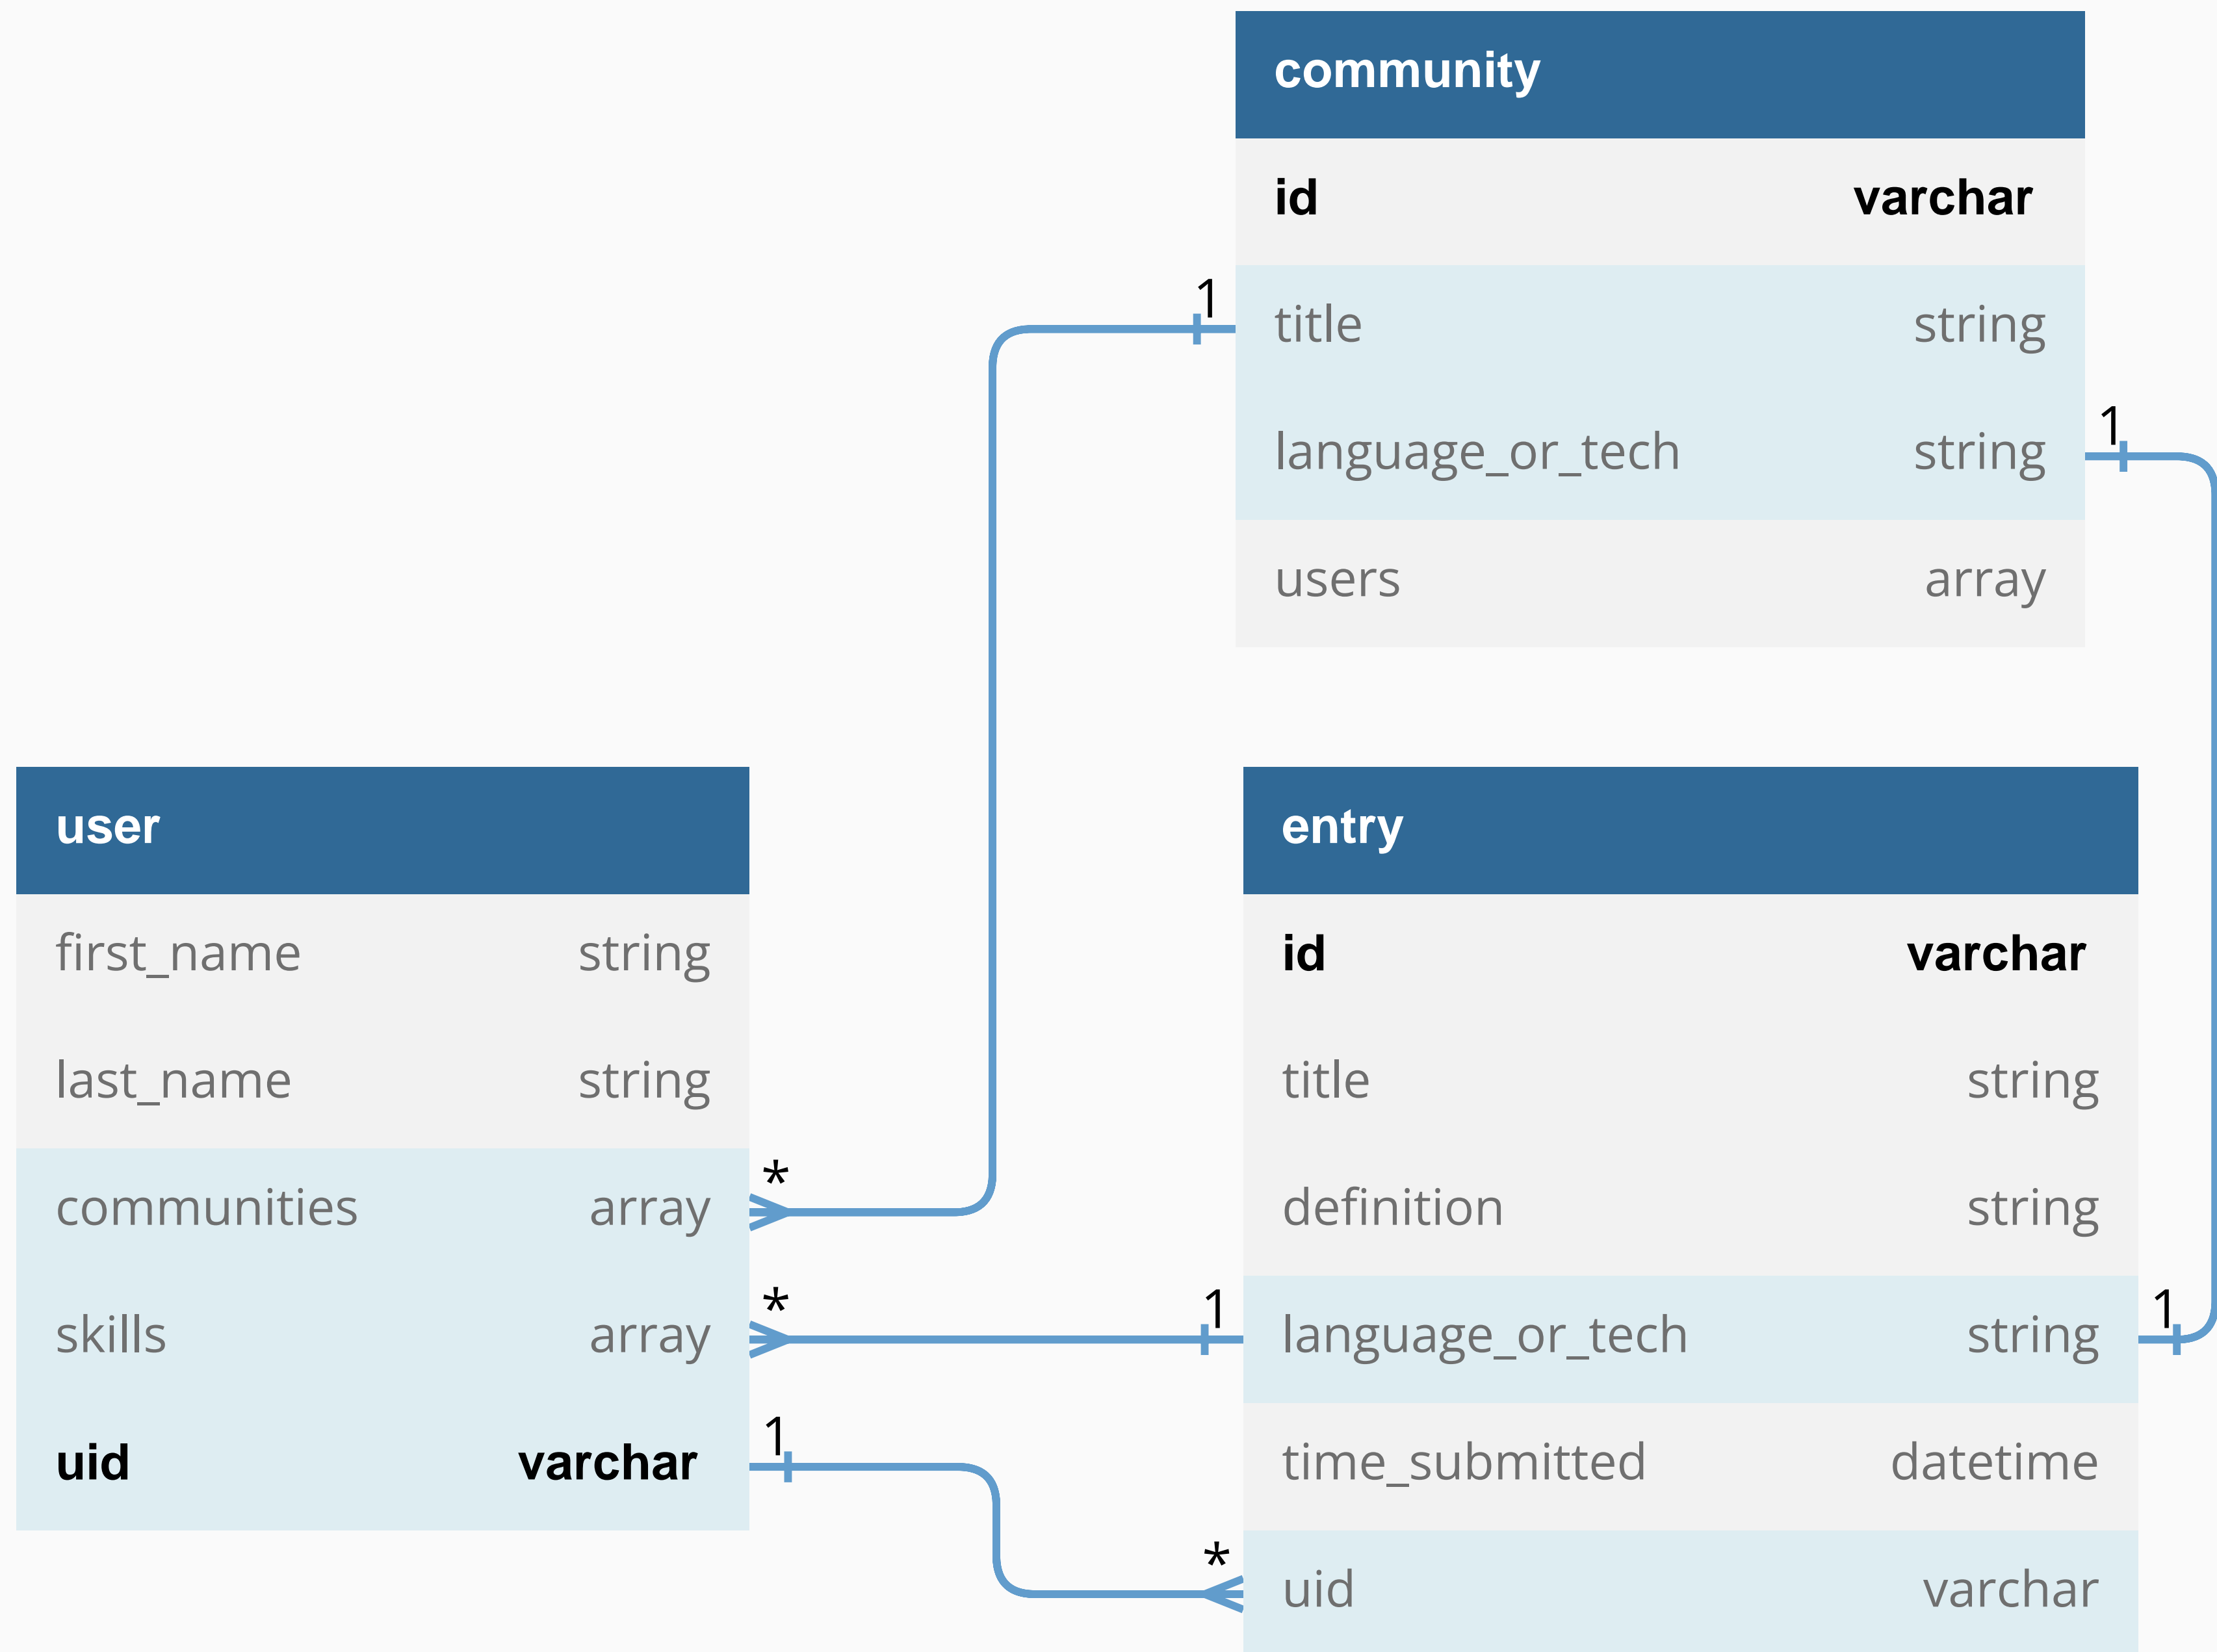 community
id varchar
1
title string
1
language_or_tech string
users array
user
first_name string
last_name string
* communities array
* skills array
1
uid varchar
entry
id varchar
title string
definition string
1 1
language_or_tech string
time_submitted datetime
*
uid varchar